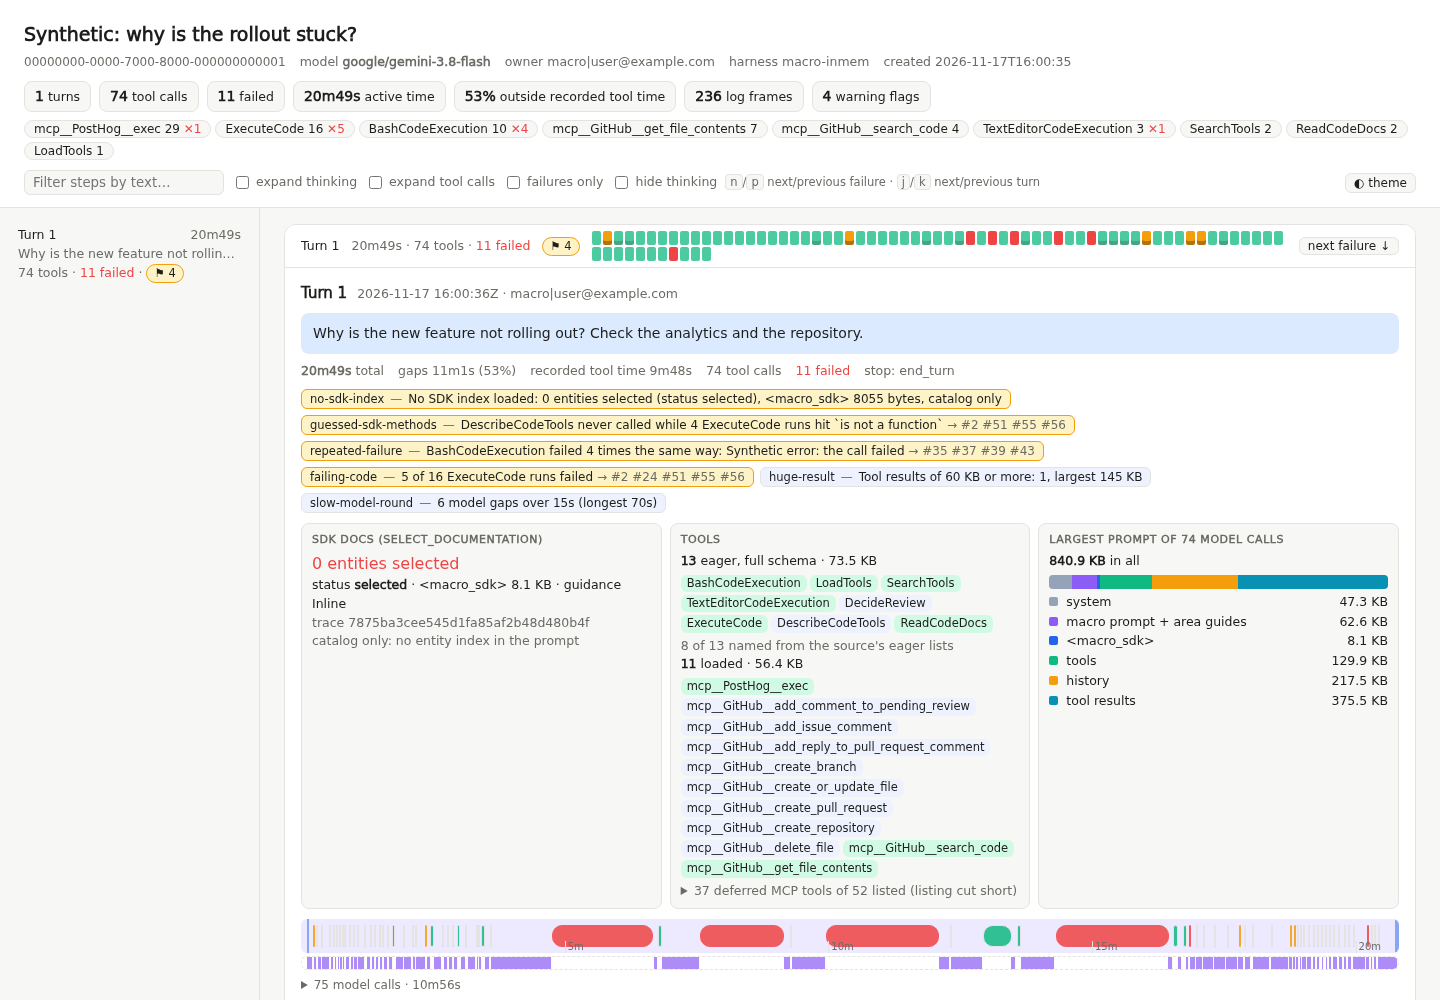 Synthetic: why is the rollout stuck?
00000000-0000-7000-8000-000000000001 model google/gemini-3.8-flash owner macro|user@example.com harness macro-inmem created 2026-11-17T16:00:35
1 turns 74 tool calls 11 failed 20m49s active time 53% outside recorded tool time 236 log frames 4 warning flags
mcp__PostHog__exec 29 ×1 ExecuteCode 16 ×5 BashCodeExecution 10 ×4 mcp__GitHub__get_file_contents 7 mcp__GitHub__search_code 4 TextEditorCodeExecution 3 ×1 SearchTools 2 ReadCodeDocs 2
LoadTools 1
Filter steps by text… expand thinking expand tool calls failures only hide thinking n/p next/previous failure · j/k next/previous turn ◐ theme
Turn 1 20m49s
Why is the new feature not rollin…
74 tools · 11 failed · ⚑ 4
Turn 1 20m49s · 74 tools · 11 failed ⚑ 4 next failure ↓
Turn 1 2026-11-17 16:00:36Z · macro|user@example.com
Why is the new feature not rolling out? Check the analytics and the repository.
20m49s total gaps 11m1s (53%) recorded tool time 9m48s 74 tool calls 11 failed stop: end_turn
no-sdk-index — No SDK index loaded: 0 entities selected (status selected), <macro_sdk> 8055 bytes, catalog only
guessed-sdk-methods — DescribeCodeTools never called while 4 ExecuteCode runs hit `is not a function` → #2 #51 #55 #56
repeated-failure — BashCodeExecution failed 4 times the same way: Synthetic error: the call failed → #35 #37 #39 #43
failing-code — 5 of 16 ExecuteCode runs failed → #2 #24 #51 #55 #56 huge-result — Tool results of 60 KB or more: 1, largest 145 KB
slow-model-round — 6 model gaps over 15s (longest 70s)
SDK DOCS (SELECT_DOCUMENTATION)
0 entities selected
status selected · <macro_sdk> 8.1 KB · guidance
Inline
trace 7875ba3cee545d1fa85af2b48d480b4f
catalog only: no entity index in the prompt
TOOLS
13 eager, full schema · 73.5 KB
BashCodeExecution LoadTools SearchTools
TextEditorCodeExecution DecideReview
ExecuteCode DescribeCodeTools ReadCodeDocs
8 of 13 named from the source's eager lists
11 loaded · 56.4 KB
mcp__PostHog__exec
mcp__GitHub__add_comment_to_pending_review
mcp__GitHub__add_issue_comment
mcp__GitHub__add_reply_to_pull_request_comment
mcp__GitHub__create_branch
mcp__GitHub__create_or_update_file
mcp__GitHub__create_pull_request
mcp__GitHub__create_repository
mcp__GitHub__delete_file mcp__GitHub__search_code
mcp__GitHub__get_file_contents
▶ 37 deferred MCP tools of 52 listed (listing cut short)
LARGEST PROMPT OF 74 MODEL CALLS
840.9 KB in all
system 47.3 KB
macro prompt + area guides 62.6 KB
<macro_sdk> 8.1 KB
tools 129.9 KB
history 217.5 KB
tool results 375.5 KB
5m 10m 15m 20m
▶ 75 model calls · 10m56s